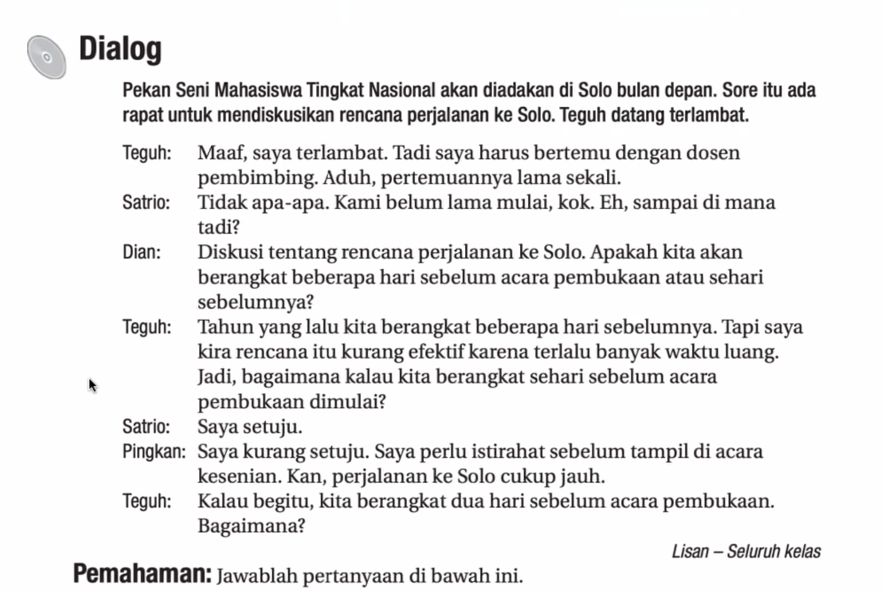 Dialog
Pekan Seni Mahasiswa Tingkat Nasional akan diadakan di Solo bulan depan. Sore itu ada
rapat untuk mendiskusikan rencana perjalanan ke Solo. Teguh datang terlambat.
Teguh: Maaf, saya terlambat. Tadi saya harus bertemu dengan dosen
pembimbing. Aduh, pertemuannya lama sekali.
Satrio: Tidak apa-apa. Kami belum lama mulai, kok. Eh, sampai di mana
tadi?
Dian: Diskusi tentang rencana perjalanan ke Solo. Apakah kita akan
berangkat beberapa hari sebelum acara pembukaan atau sehari
sebelumnya?
Teguh: Tahun yang lalu kita berangkat beberapa hari sebelumnya. Tapi saya
kira rencana itu kurang efektif karena terlalu banyak waktu luang.
Jadi, bagaimana kalau kita berangkat sehari sebelum acara
pembukaan dimulai?
Satrio: Saya setuju.
Pingkan: Saya kurang setuju. Saya perlu istirahat sebelum tampil di acara
kesenian. Kan, perjalanan ke Solo cukup jauh.
Teguh: Kalau begitu, kita berangkat dua hari sebelum acara pembukaan.
Bagaimana?
Lisan – Seluruh kelas
Pemahaman: Jawablah pertanyaan di bawah ini.